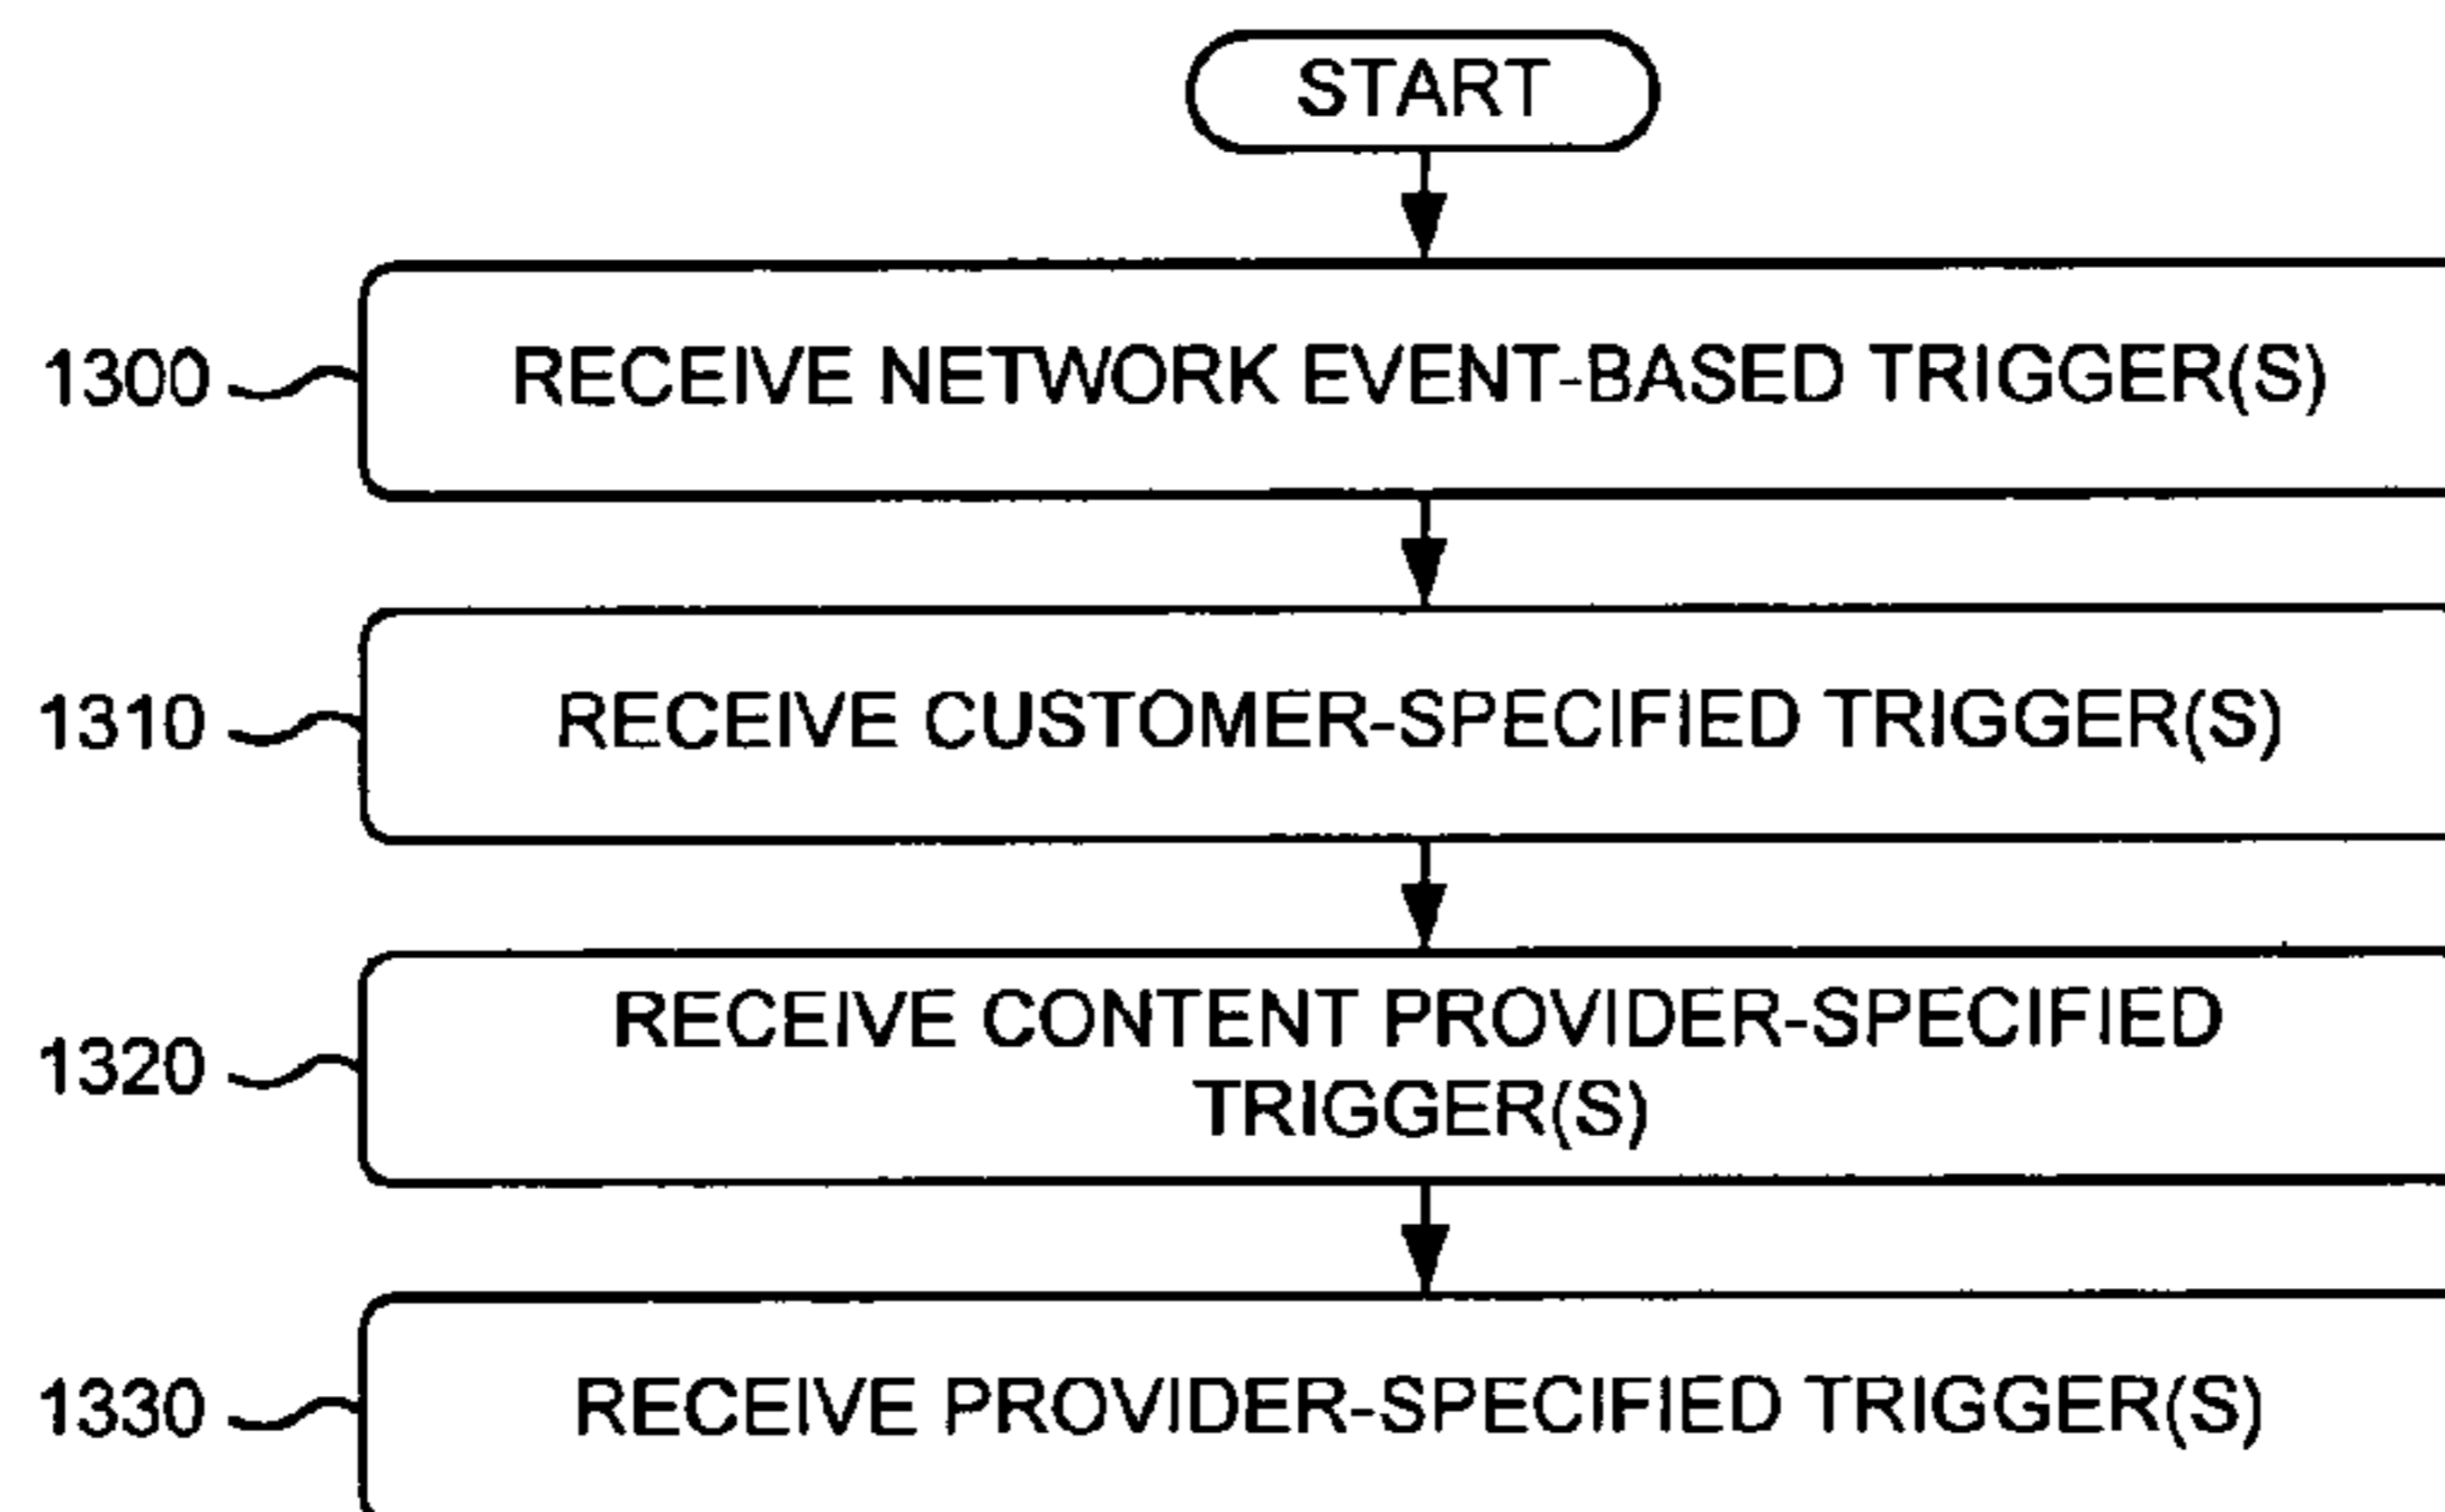 START
1300
RECEIVE NETWORK EVENT-BASED TRIGGER(S)
1310
RECEIVE CUSTOMER-SPECIFIED TRIGGER(S)
1320
RECEIVE CONTENT PROVIDER-SPECIFIED
TRIGGER(S)
1330
RECEIVE PROVIDER-SPECIFIED TRIGGER(S)